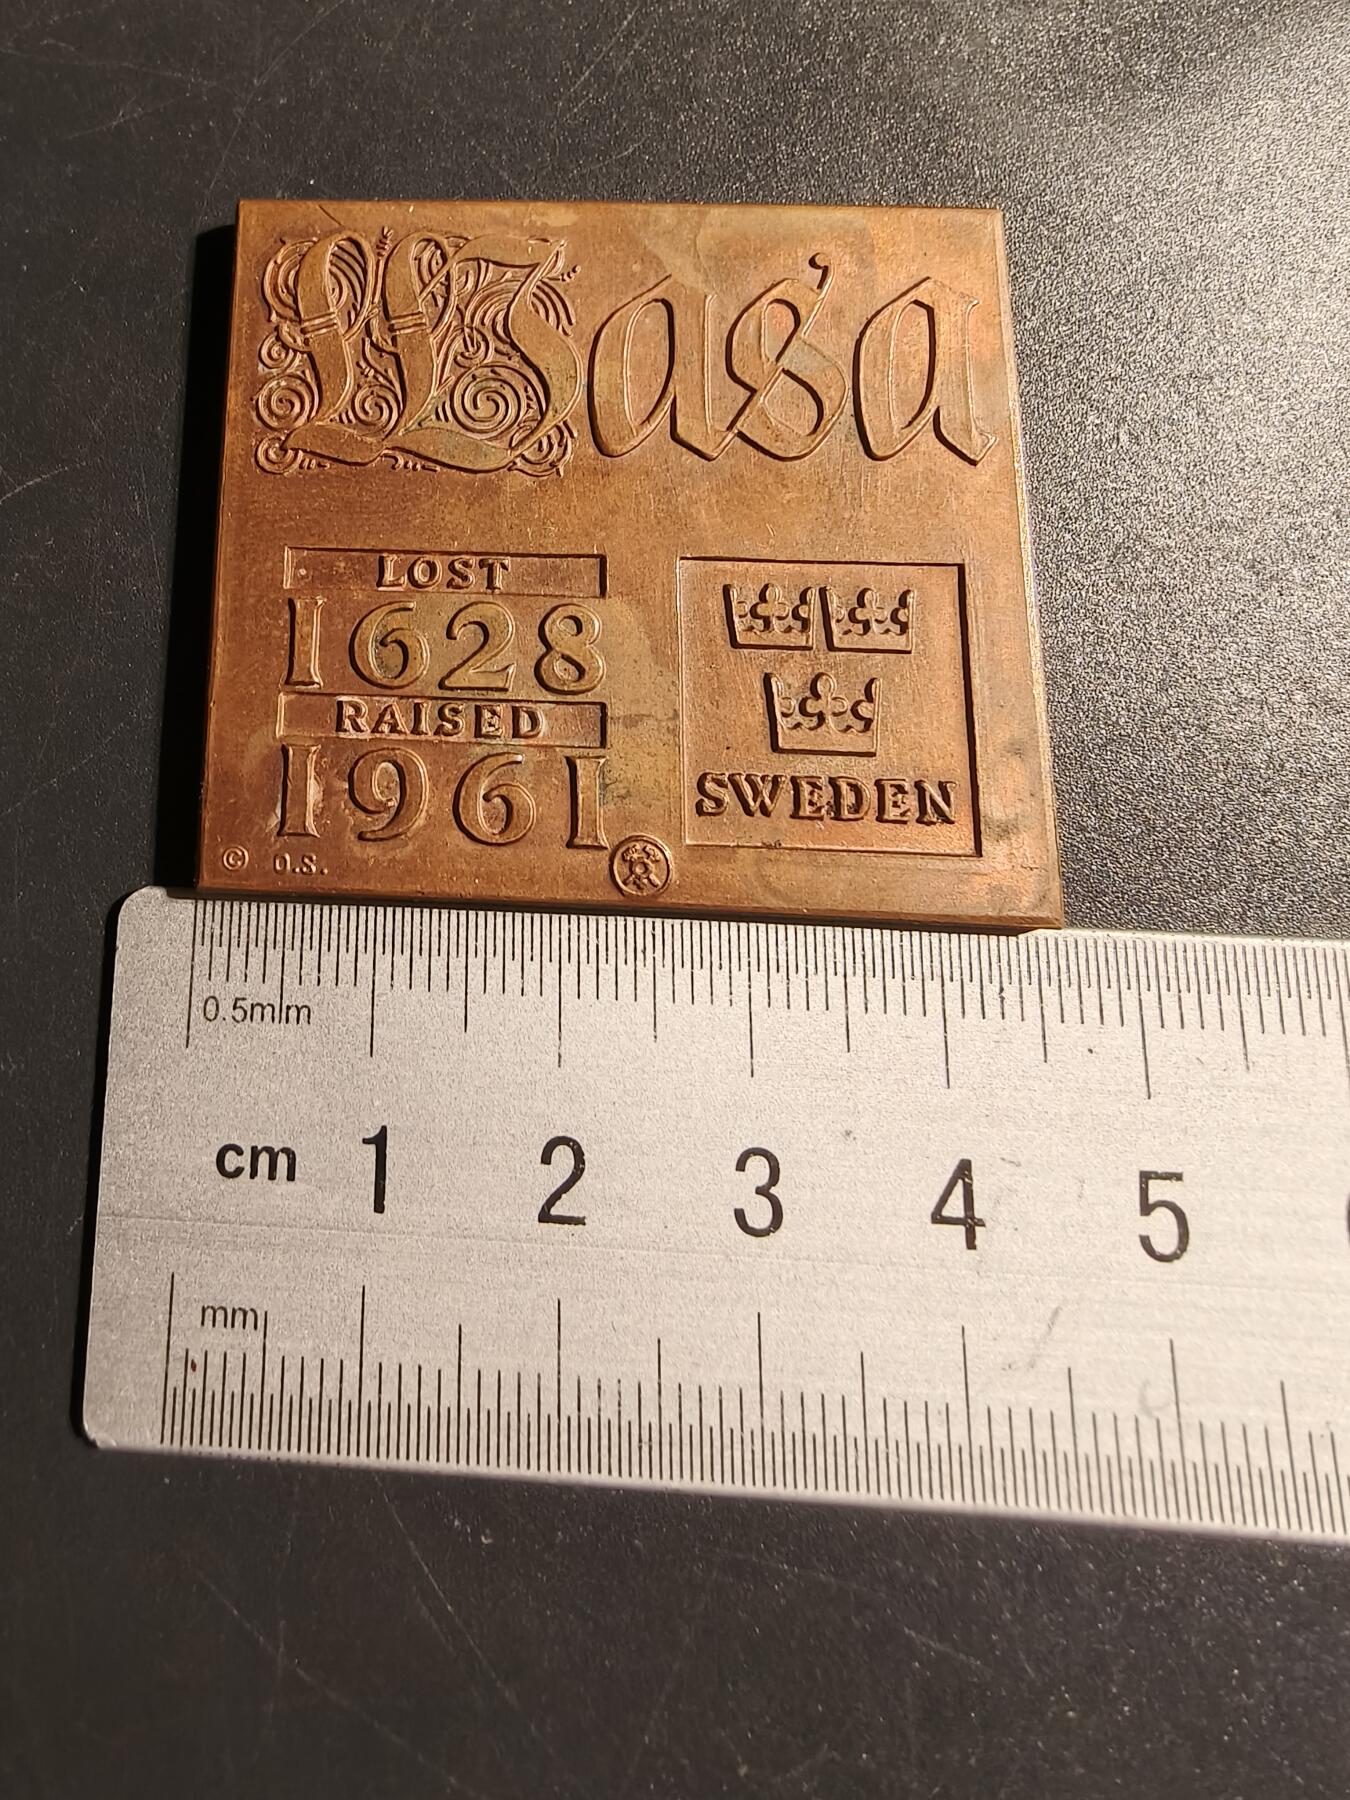 Wasa
LOST
1628
RAISED
1961
SWEDEN
© O.S.
0.5mm
cm 1 2 3 4 5
mm